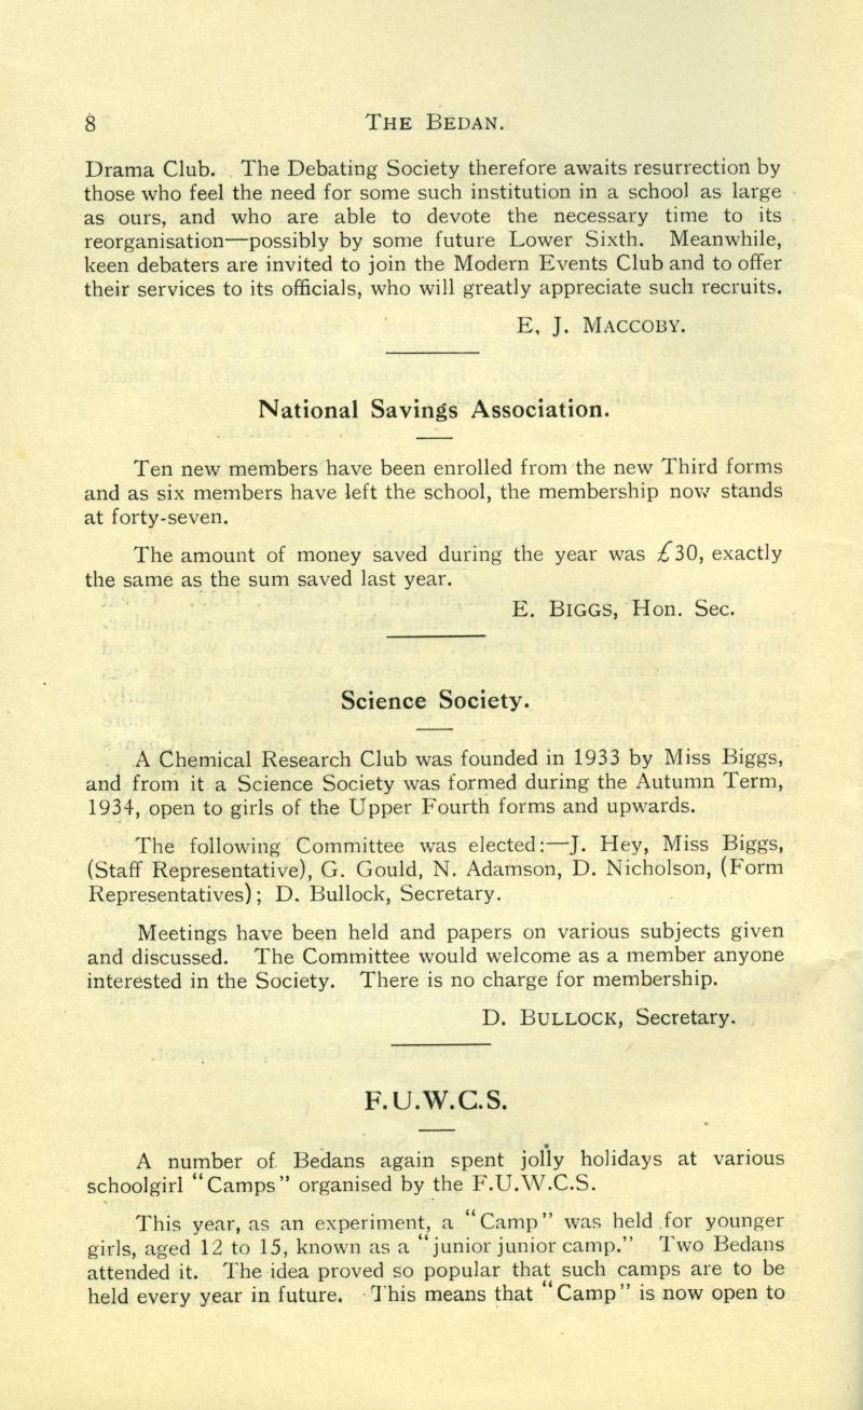 8
THE BEDAN.
Drama Club. The Debating Society therefore awaits resurrection by
those who feel the need for some such institution in a school as large
as ours, and who are able to devote the necessary time to its
reorganisation—possibly by some future Lower Sixth. Meanwhile,
keen debaters are invited to join the Modern Events Club and to offer
their services to its officials, who will greatly appreciate such recruits.
E. J. MACCOBY.
National Savings Association.
Ten new members have been enrolled from the new Third forms
and as six members have left the school, the membership now stands
at forty-seven.
The amount of money saved during the year was £30, exactly
the same as the sum saved last year.
E. BIGGS, Hon. Sec.
Science Society.
A Chemical Research Club was founded in 1933 by Miss Biggs,
and from it a Science Society was formed during the Autumn Term,
1934, open to girls of the Upper Fourth forms and upwards.
The following Committee was elected:—J. Hey, Miss Biggs,
(Staff Representative), G. Gould, N. Adamson, D. Nicholson, (Form
Representatives); D. Bullock, Secretary.
Meetings have been held and papers on various subjects given
and discussed. The Committee would welcome as a member anyone
interested in the Society. There is no charge for membership.
D. BULLOCK, Secretary.
F.U.W.C.S.
A number of Bedans again spent jolly holidays at various
schoolgirl "Camps" organised by the F.U.W.C.S.
This year, as an experiment, a "Camp" was held for younger
girls, aged 12 to 15, known as a "junior junior camp." Two Bedans
attended it. The idea proved so popular that such camps are to be
held every year in future. This means that "Camp" is now open to